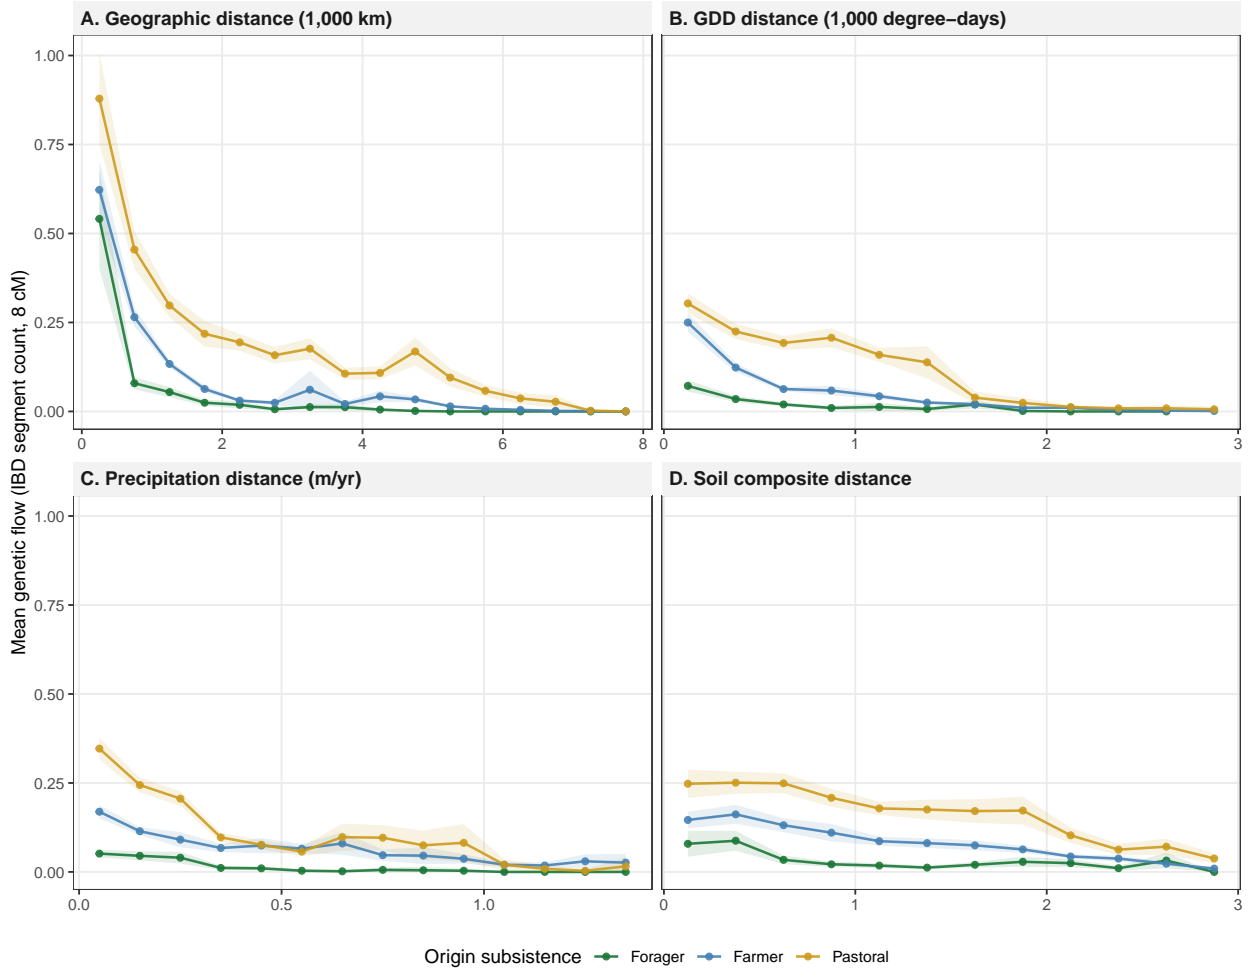 A. Geographic distance (1,000 km)
B. GDD distance (1,000 degree−days)
1.00
0.75
0.50
0.25
0.00
0 2 4 6 8
0 1 2 3
C. Precipitation distance (m/yr)
D. Soil composite distance
1.00
0.75
0.50
0.25
0.00
0.0 0.5 1.0
0 1 2 3
Mean genetic flow (IBD segment count, 8 cM)
Origin subsistence Forager Farmer Pastoral